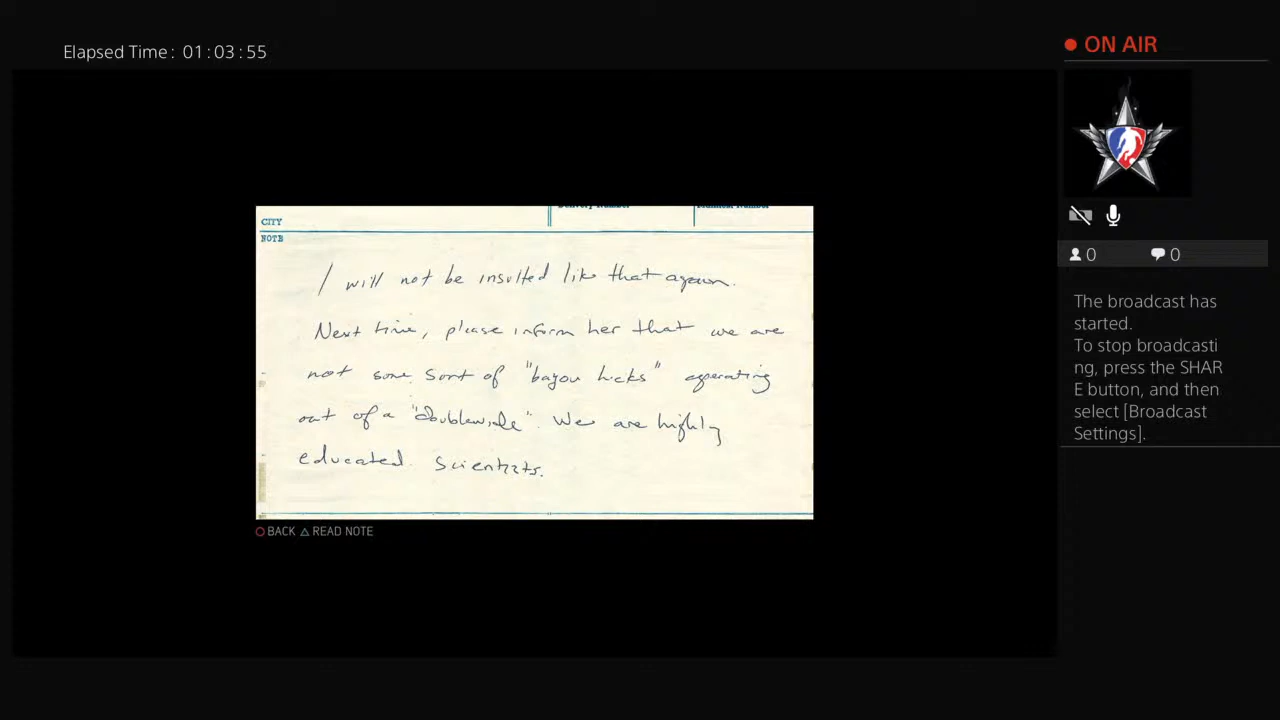 Elapsed Time: 01:03:55
ON AIR
0
0
The broadcast has
started.
To stop broadcasti
ng, press the SHAR
E button, and then
select [Broadcast
Settings].
Delivery Number
CITY
NOTE
I will not be insulted like that again.
Next time, please inform her that we are
not some sort of "bayou hicks" operating
out of a "doublewide". We are highly
educated scientists.
BACK READ NOTE